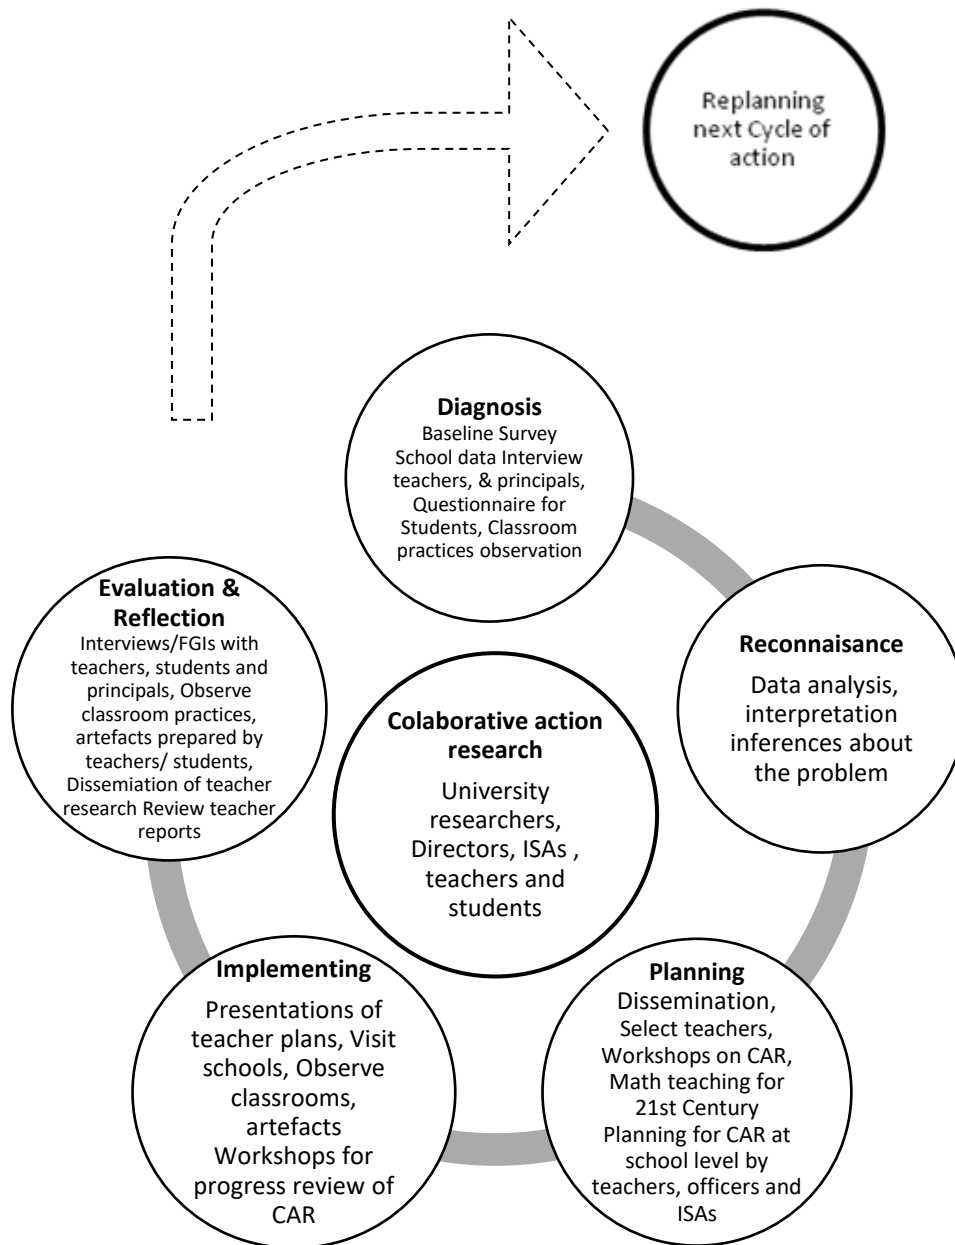 Replanning
next Cycle of
action
Diagnosis
Baseline Survey
School data Interview
teachers, & principals,
Questionnaire for
Students, Classroom
practices observation
Reconnaisance
Data analysis,
interpretation
inferences about
the problem
Planning
Dissemination,
Select teachers,
Workshops on CAR,
Math teaching for
21st Century
Planning for CAR at
school level by
teachers, officers and
ISAs
Implementing
Presentations of
teacher plans, Visit
schools, Observe
classrooms,
artefacts
Workshops for
progress review of
CAR
Evaluation &
Reflection
Interviews/FGIs with
teachers, students and
principals, Observe
classroom practices,
artefacts prepared by
teachers/ students,
Dissemiation of teacher
research Review teacher
reports
Colaborative action
research
University
researchers,
Directors, ISAs ,
teachers and
students